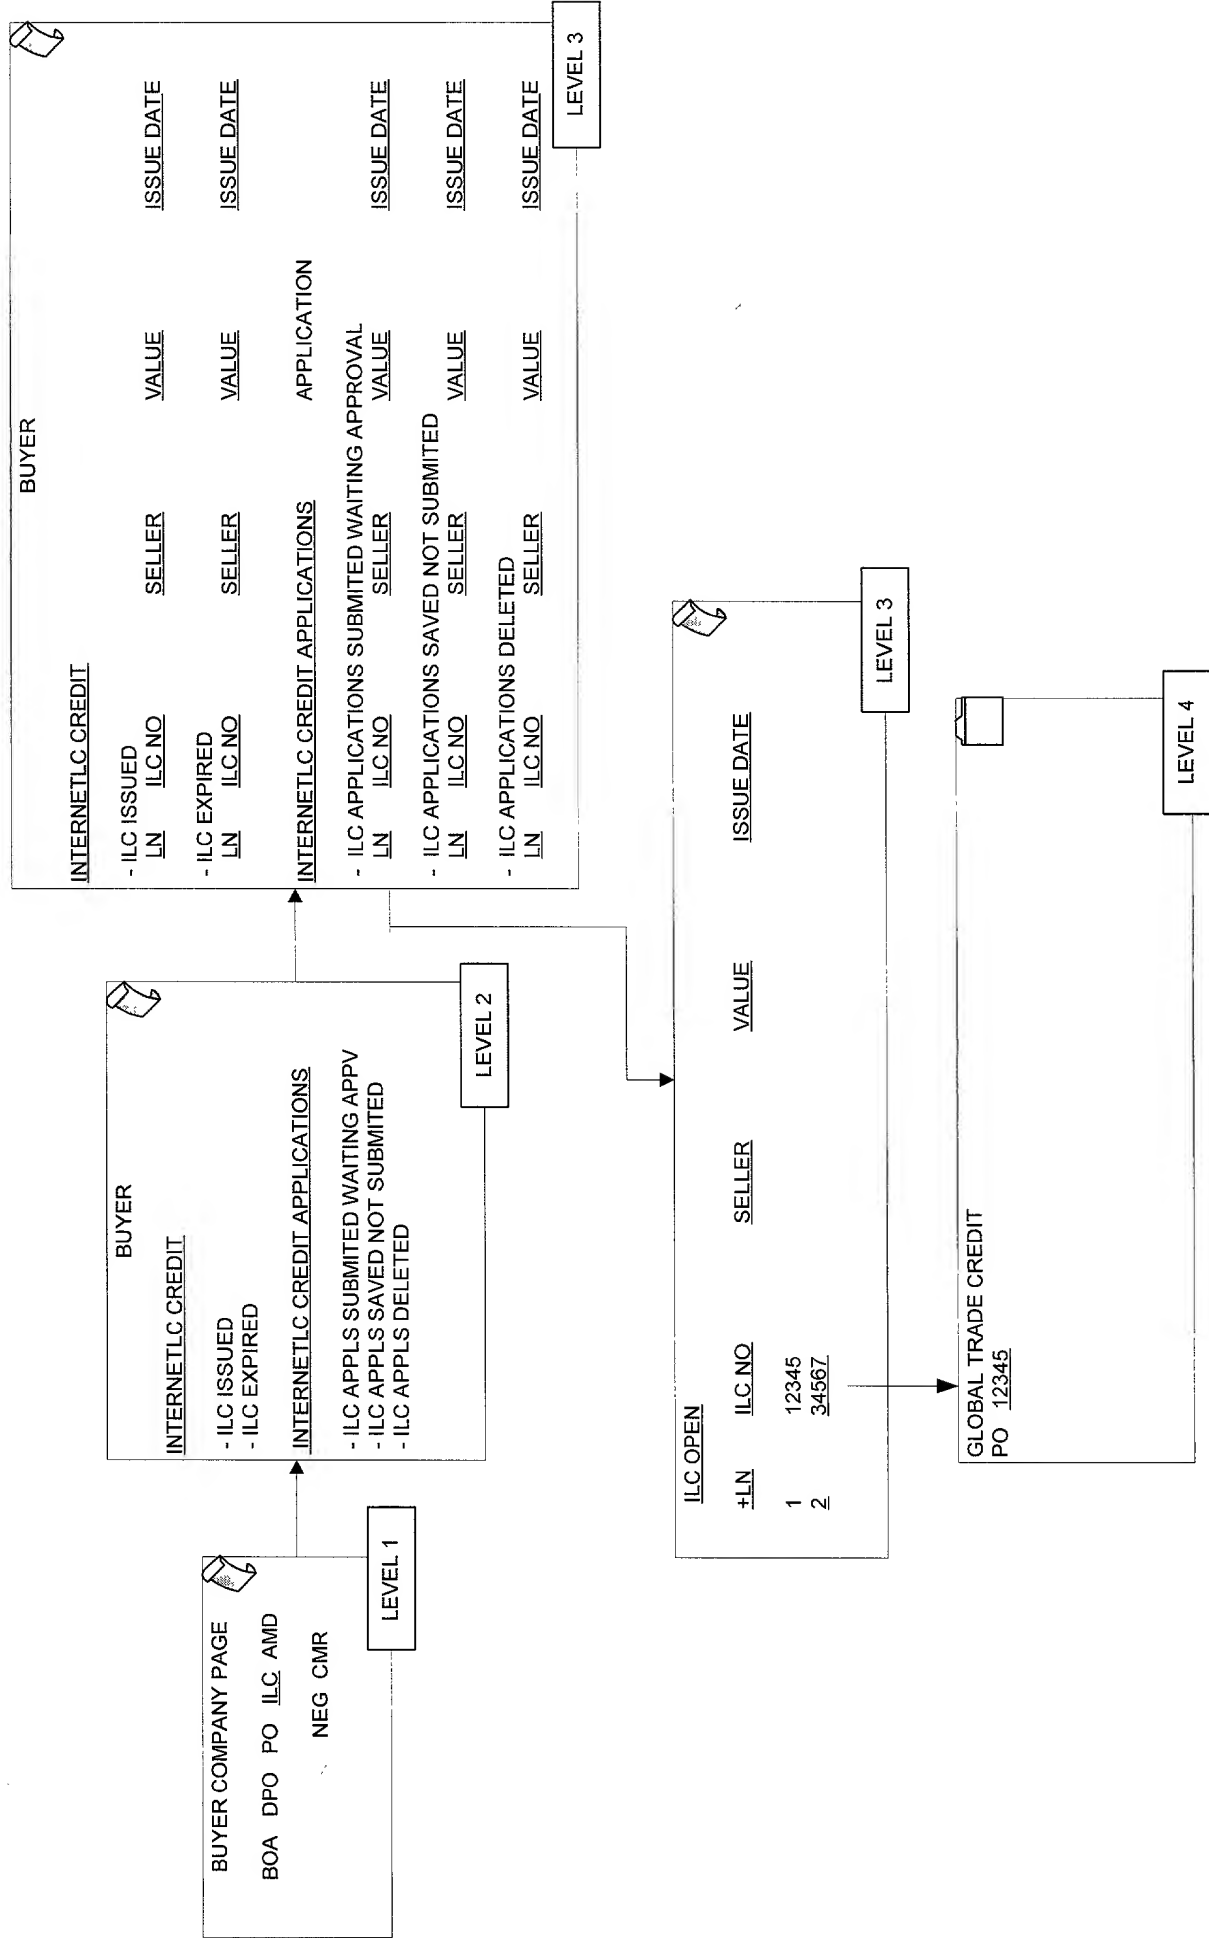 BUYER COMPANY PAGE
BOA DPO PO ILC AMD
NEG CMR
LEVEL 1
BUYER
INTERNETLC CREDIT
- ILC ISSUED
- ILC EXPIRED
INTERNETLC CREDIT APPLICATIONS
- ILC APPLS SUBMITED WAITING APPV
- ILC APPLS SAVED NOT SUBMITED
- ILC APPLS DELETED
LEVEL 2
BUYER
INTERNETLC CREDIT
- ILC ISSUED
LN ILC NO SELLER VALUE ISSUE DATE
- ILC EXPIRED
LN ILC NO SELLER VALUE ISSUE DATE
INTERNETLC CREDIT APPLICATIONS APPLICATION
- ILC APPLICATIONS SUBMITED WAITING APPROVAL
LN ILC NO SELLER VALUE ISSUE DATE
- ILC APPLICATIONS SAVED NOT SUBMITED
LN ILC NO SELLER VALUE ISSUE DATE
- ILC APPLICATIONS DELETED
LN ILC NO SELLER VALUE ISSUE DATE
LEVEL 3
ILC OPEN
+LN ILC NO SELLER VALUE ISSUE DATE
1 12345
2 34567
LEVEL 3
GLOBAL TRADE CREDIT
PO 12345
LEVEL 4